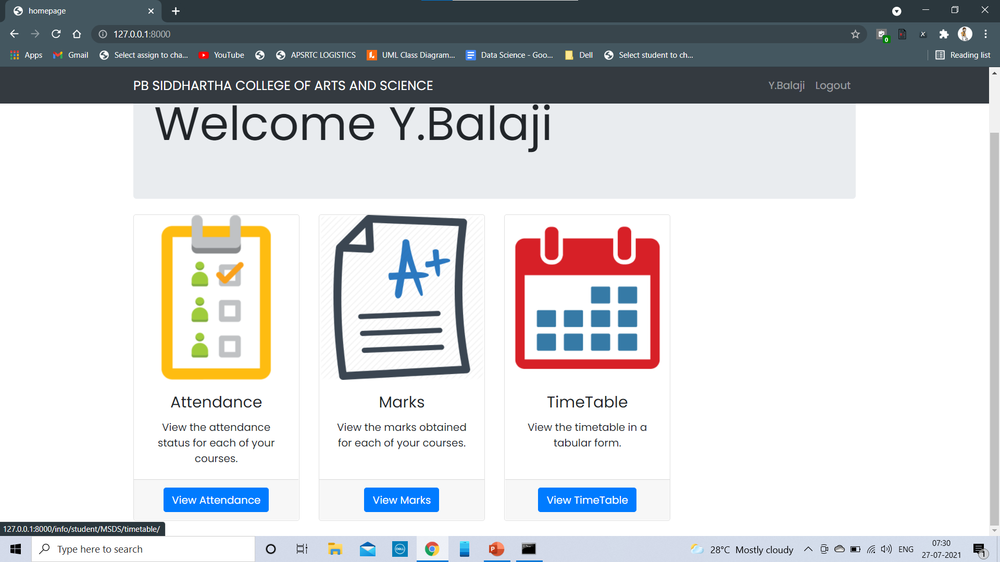 homepage
127.0.0.1:8000
0
Apps
Gmail
Select assign to cha...
YouTube
APSRTC LOGISTICS
UML Class Diagram...
Data Science - Goo...
Dell
Select student to ch...
Reading list
PB SIDDHARTHA COLLEGE OF ARTS AND SCIENCE
Y.Balaji Logout
Welcome Y.Balaji
A+
Attendance
View the attendance
status for each of your
courses.
View Attendance
Marks
View the marks obtained
for each of your courses.
View Marks
TimeTable
View the timetable in a
tabular form.
View TimeTable
127.0.0.1:8000/info/student/MSDS/timetable/
Type here to search
DELL
P
28°C Mostly cloudy
ENG
07:30
27-07-2021
1